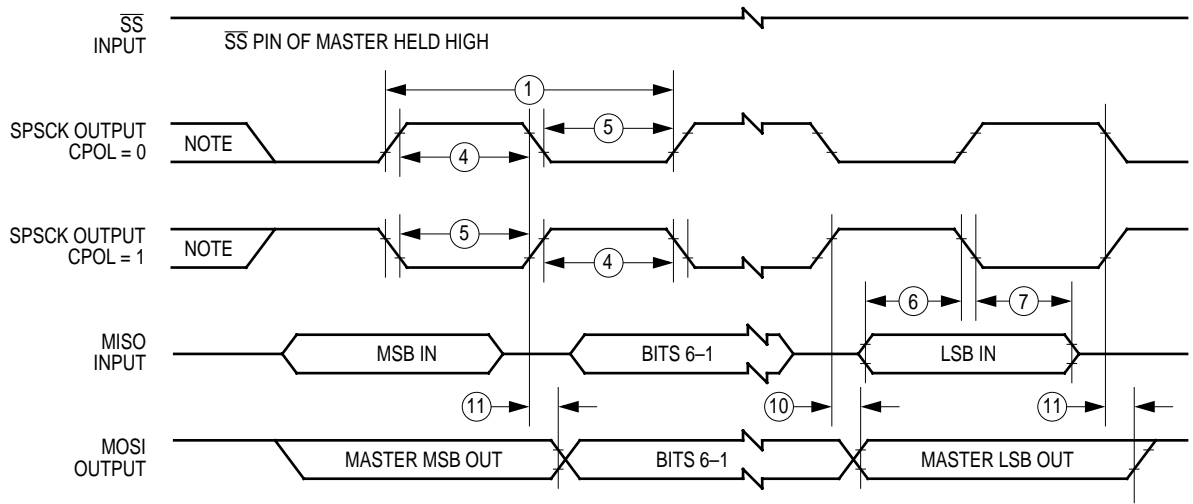 SS
INPUT
SS PIN OF MASTER HELD HIGH
1
SPSCK OUTPUT
CPOL = 0
NOTE
4
5
SPSCK OUTPUT
CPOL = 1
NOTE
5
4
6
7
MISO
INPUT
MSB IN
BITS 6–1
LSB IN
11
10
11
MOSI
OUTPUT
MASTER MSB OUT
BITS 6–1
MASTER LSB OUT